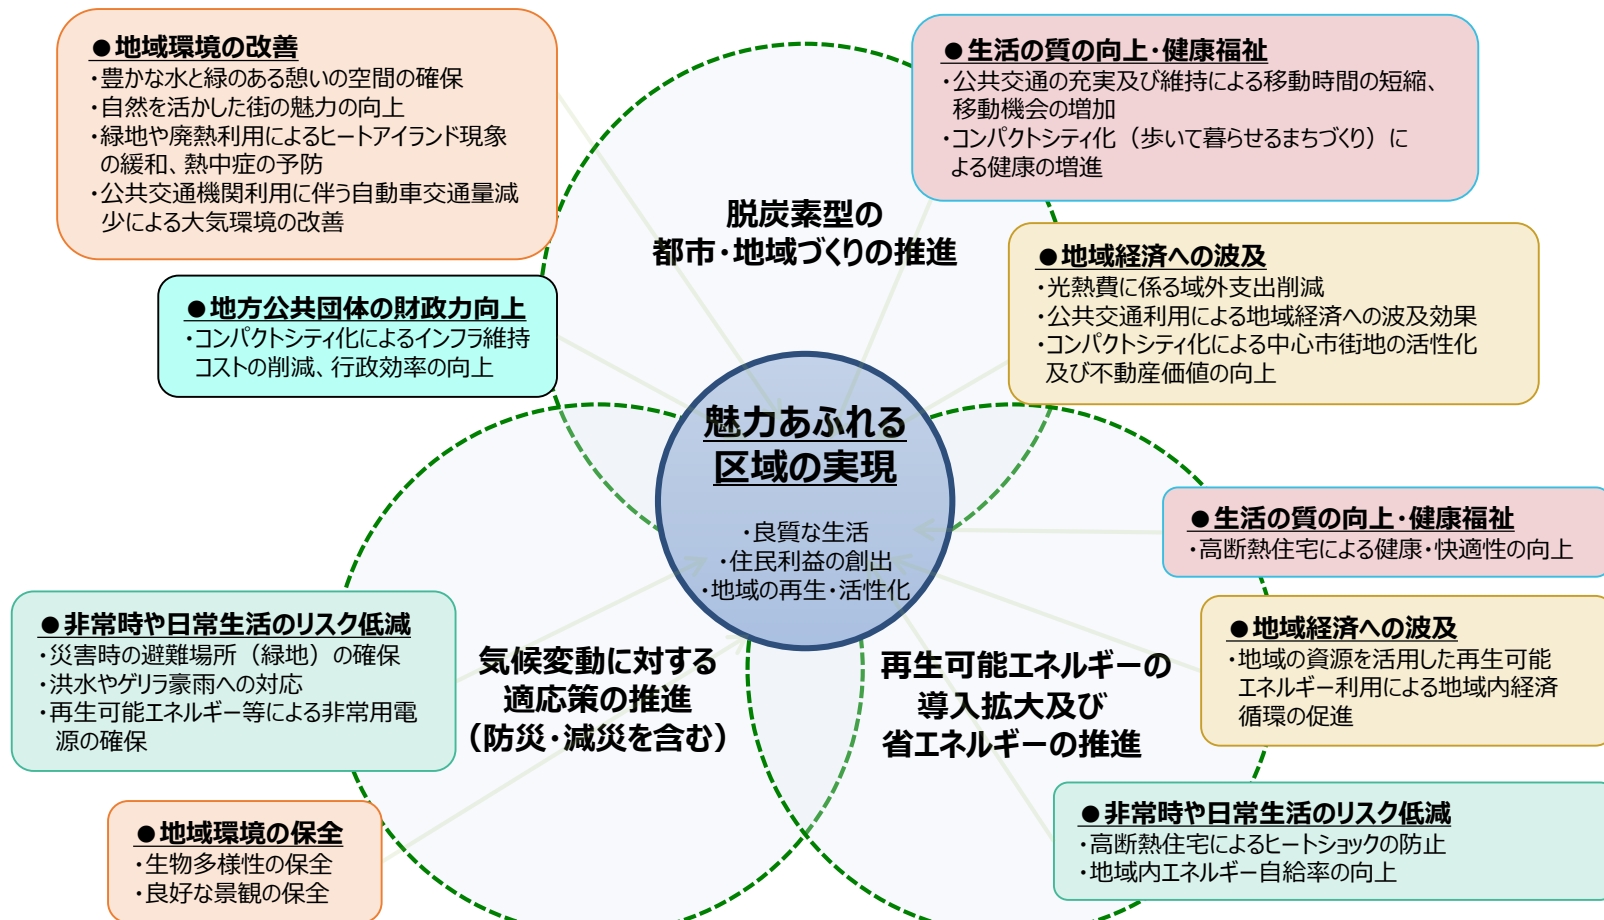 ●地域環境の改善
・豊かな水と緑のある憩いの空間の確保
・自然を活かした街の魅力の向上
・緑地や廃熱利用によるヒートアイランド現象
の緩和、熱中症の予防
・公共交通機関利用に伴う自動車交通量減
少による大気環境の改善
●生活の質の向上・健康福祉
・公共交通の充実及び維持による移動時間の短縮、
移動機会の増加
・コンパクトシティ化（歩いて暮らせるまちづくり）に
よる健康の増進
脱炭素型の
都市・地域づくりの推進
●地方公共団体の財政力向上
・コンパクトシティ化によるインフラ維持
コストの削減、行政効率の向上
●地域経済への波及
・光熱費に係る域外支出削減
・公共交通利用による地域経済への波及効果
・コンパクトシティ化による中心市街地の活性化
及び不動産価値の向上
魅力あふれる
区域の実現
・良質な生活
・住民利益の創出
・地域の再生・活性化
●生活の質の向上・健康福祉
・高断熱住宅による健康・快適性の向上
●非常時や日常生活のリスク低減
・災害時の避難場所（緑地）の確保
・洪水やゲリラ豪雨への対応
・再生可能エネルギー等による非常用電
源の確保
気候変動に対する
適応策の推進
（防災・減災を含む）
再生可能エネルギーの
導入拡大及び
省エネルギーの推進
●地域経済への波及
・地域の資源を活用した再生可能
エネルギー利用による地域内経済
循環の促進
●地域環境の保全
・生物多様性の保全
・良好な景観の保全
●非常時や日常生活のリスク低減
・高断熱住宅によるヒートショックの防止
・地域内エネルギー自給率の向上